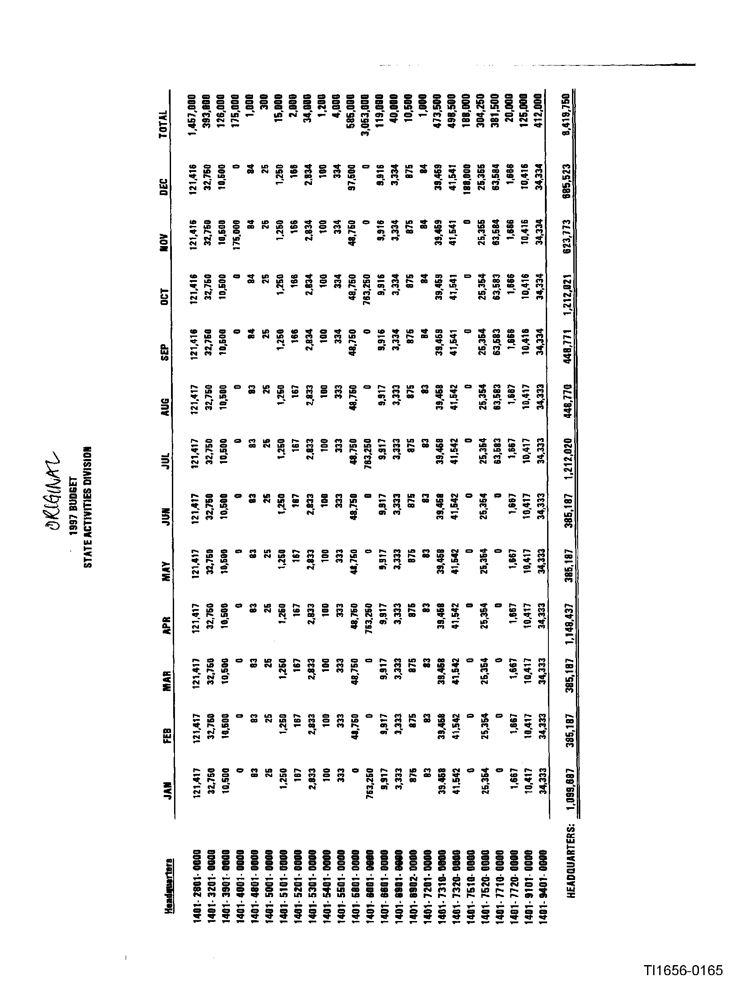 ORIGINAL
1997 BUDGET
STATE ACTIVITIES DIVISION
Headquarters JAN FEB MAR APR MAY JUN JUL AUG SEP OCT NOV DEC TOTAL
1401-2801-0000 121,417 121,417 121,417 121,417 121,417 121,417 121,417 121,417 121,416 121,416 121,416 121,416 1,457,000
1401-3201-0000 32,750 32,750 32,750 32,750 32,750 32,750 32,750 32,750 32,750 32,750 32,750 32,750 393,000
1401-3901-0000 10,500 10,500 10,500 10,500 10,500 10,500 10,500 10,500 10,500 10,500 10,500 10,500 126,000
1401-4001-0000 0 0 0 0 0 0 0 0 0 0 175,000 0 175,000
1401-4801-0000 83 83 83 83 83 83 83 83 84 84 84 84 1,000
1401-5001-0000 25 25 25 25 25 25 25 25 25 25 25 25 300
1401-5101-0000 1,250 1,250 1,250 1,250 1,250 1,250 1,250 1,250 1,250 1,250 1,250 1,250 15,000
1401-5201-0000 167 167 167 167 167 167 167 167 166 166 166 166 2,000
1401-5301-0000 2,833 2,833 2,833 2,833 2,833 2,833 2,833 2,833 2,834 2,834 2,834 2,834 34,000
1401-5401-0000 100 100 100 100 100 100 100 100 100 100 100 100 1,200
1401-5501-0000 333 333 333 333 333 333 333 333 334 334 334 334 4,000
1401-6801-0000 0 48,750 48,750 48,750 48,750 48,750 48,750 48,750 48,750 48,750 48,750 97,500 585,000
763,250 0 0 763,250 0 0 763,250 0 0 763,250 0 0 3,053,000
9,917 9,917 9,917 9,917 9,917 9,917 9,917 9,917 9,916 9,916 9,916 9,916 119,000
1401-8901-0000 3,333 3,333 3,333 3,333 3,333 3,333 3,333 3,333 3,334 3,334 3,334 3,334 40,000
1401-8902-0000 875 875 875 875 875 875 875 875 875 875 875 875 10,500
1401-7201-0000 83 83 83 83 83 83 83 83 84 84 84 84 1,000
1461-7310-0000 39,458 39,458 39,458 39,458 39,458 39,458 39,458 39,458 39,459 39,459 39,459 39,459 473,500
1461-7320-0000 41,542 41,542 41,542 41,542 41,542 41,542 41,542 41,542 41,541 41,541 41,541 41,541 498,500
1401-7510-0000 0 0 0 0 0 0 0 0 0 0 0 188,000 188,000
1401-7520-0000 25,354 25,354 25,354 25,354 25,354 25,354 25,354 25,354 25,354 25,354 25,355 25,355 304,250
1401-7710-0000 0 0 0 0 0 0 63,583 63,583 63,583 63,583 63,584 63,584 381,500
1401-7720-0000 1,667 1,667 1,667 1,667 1,667 1,667 1,667 1,667 1,666 1,666 1,666 1,666 20,000
1401-9101-0000 10,417 10,417 10,417 10,417 10,417 10,417 10,417 10,417 10,416 10,416 10,416 10,416 125,000
1401-9401-0000 34,333 34,333 34,333 34,333 34,333 34,333 34,333 34,333 34,334 34,334 34,334 34,334 412,000
HEADQUARTERS: 1,099,687 385,187 385,187 1,148,437 385,187 385,187 1,212,020 448,770 448,771 1,212,021 623,773 685,523 8,419,750
TI1656-0165